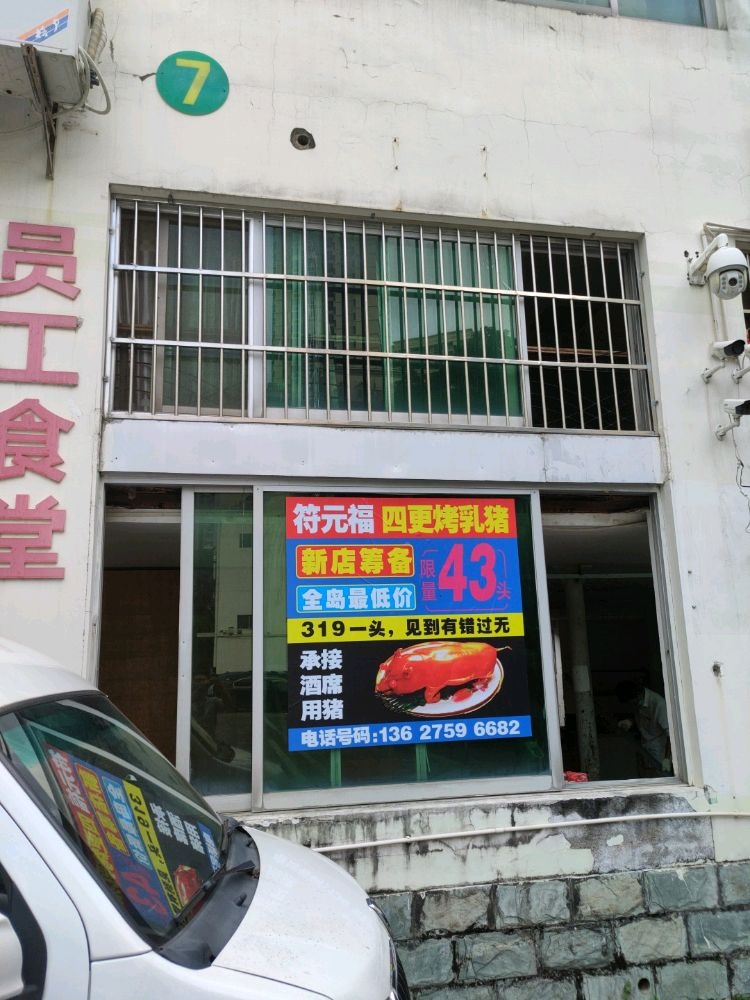 7
员工食堂
符元福 四更烤乳猪
新店筹备
全岛最低价
限量43头
319一头，见到有错过无
承接
酒席
用猪
电话号码:136 2759 6682